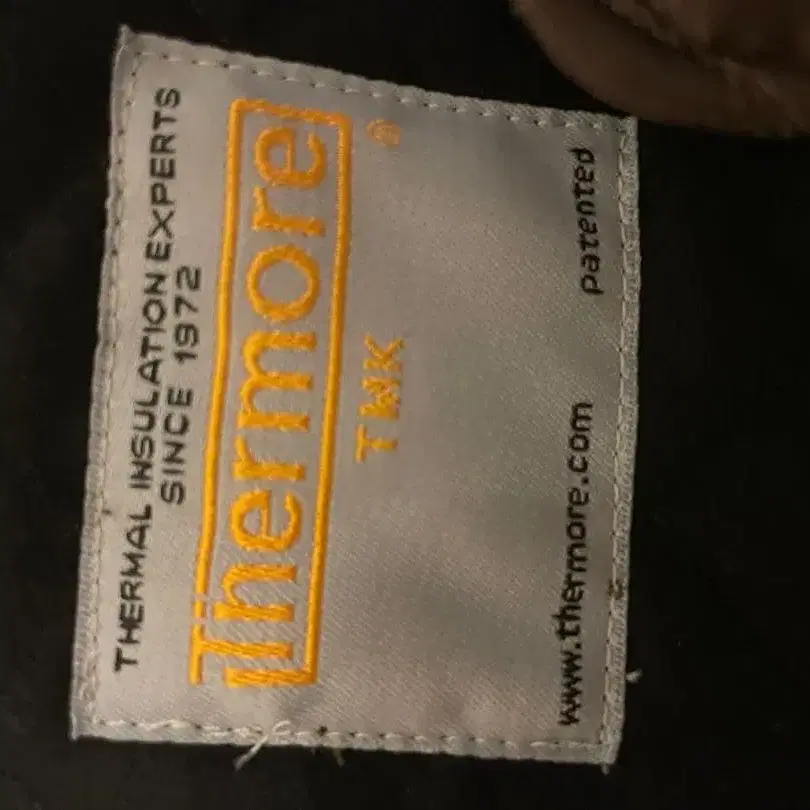 THERMAL INSULATION EXPERTS
SINCE 1972
Thermore®
TWK
www.thermore.com patented